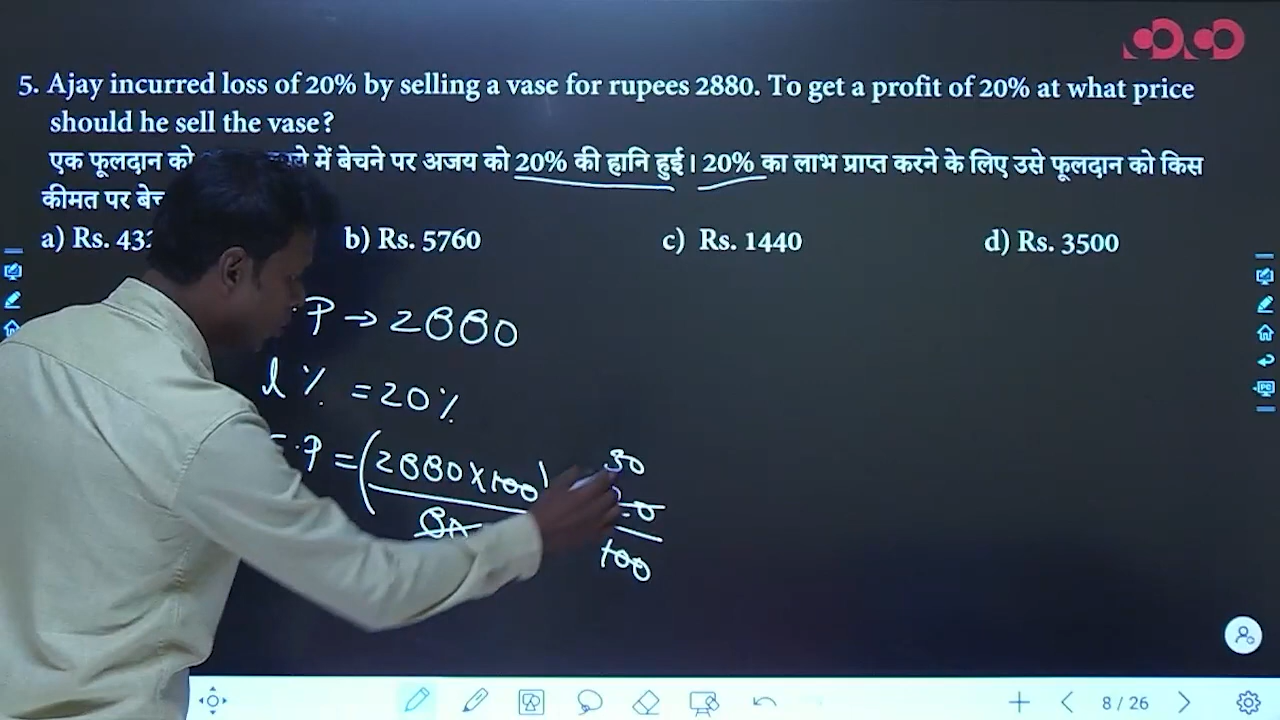 5. Ajay incurred loss of 20% by selling a vase for rupees 2880. To get a profit of 20% at what price
should he sell the vase?
एक फूलदान को में बेचने पर अजय को 20% की हानि हुई। 20% का लाभ प्राप्त करने के लिए उसे फूलदान को किस
कीमत पर
a) Rs. b) Rs. 5760 c) Rs. 1440 d) Rs. 3500
P → 2880
l % = 20%
P = (2880 × 100) 30
100
8 / 26